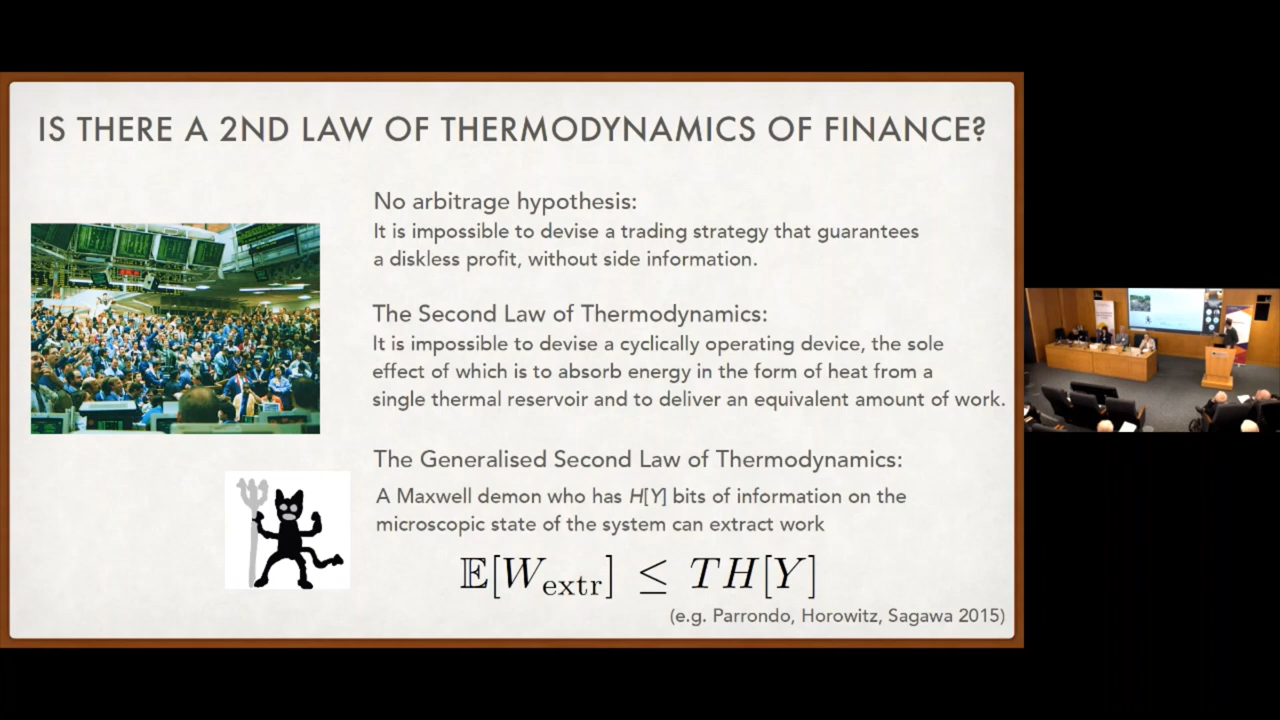 IS THERE A 2ND LAW OF THERMODYNAMICS OF FINANCE?
No arbitrage hypothesis:
It is impossible to devise a trading strategy that guarantees
a diskless profit, without side information.
The Second Law of Thermodynamics:
It is impossible to devise a cyclically operating device, the sole
effect of which is to absorb energy in the form of heat from a
single thermal reservoir and to deliver an equivalent amount of work.
The Generalised Second Law of Thermodynamics:
A Maxwell demon who has H[Y] bits of information on the
microscopic state of the system can extract work
𝔼[W_extr] ≤ TH[Y]
(e.g. Parrondo, Horowitz, Sagawa 2015)